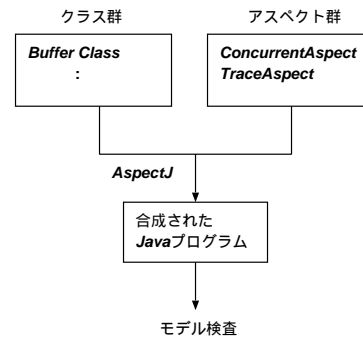 クラス群
Buffer Class
:
アスペクト群
ConcurrentAspect
TraceAspect
AspectJ
合成された
Javaプログラム
モデル検査